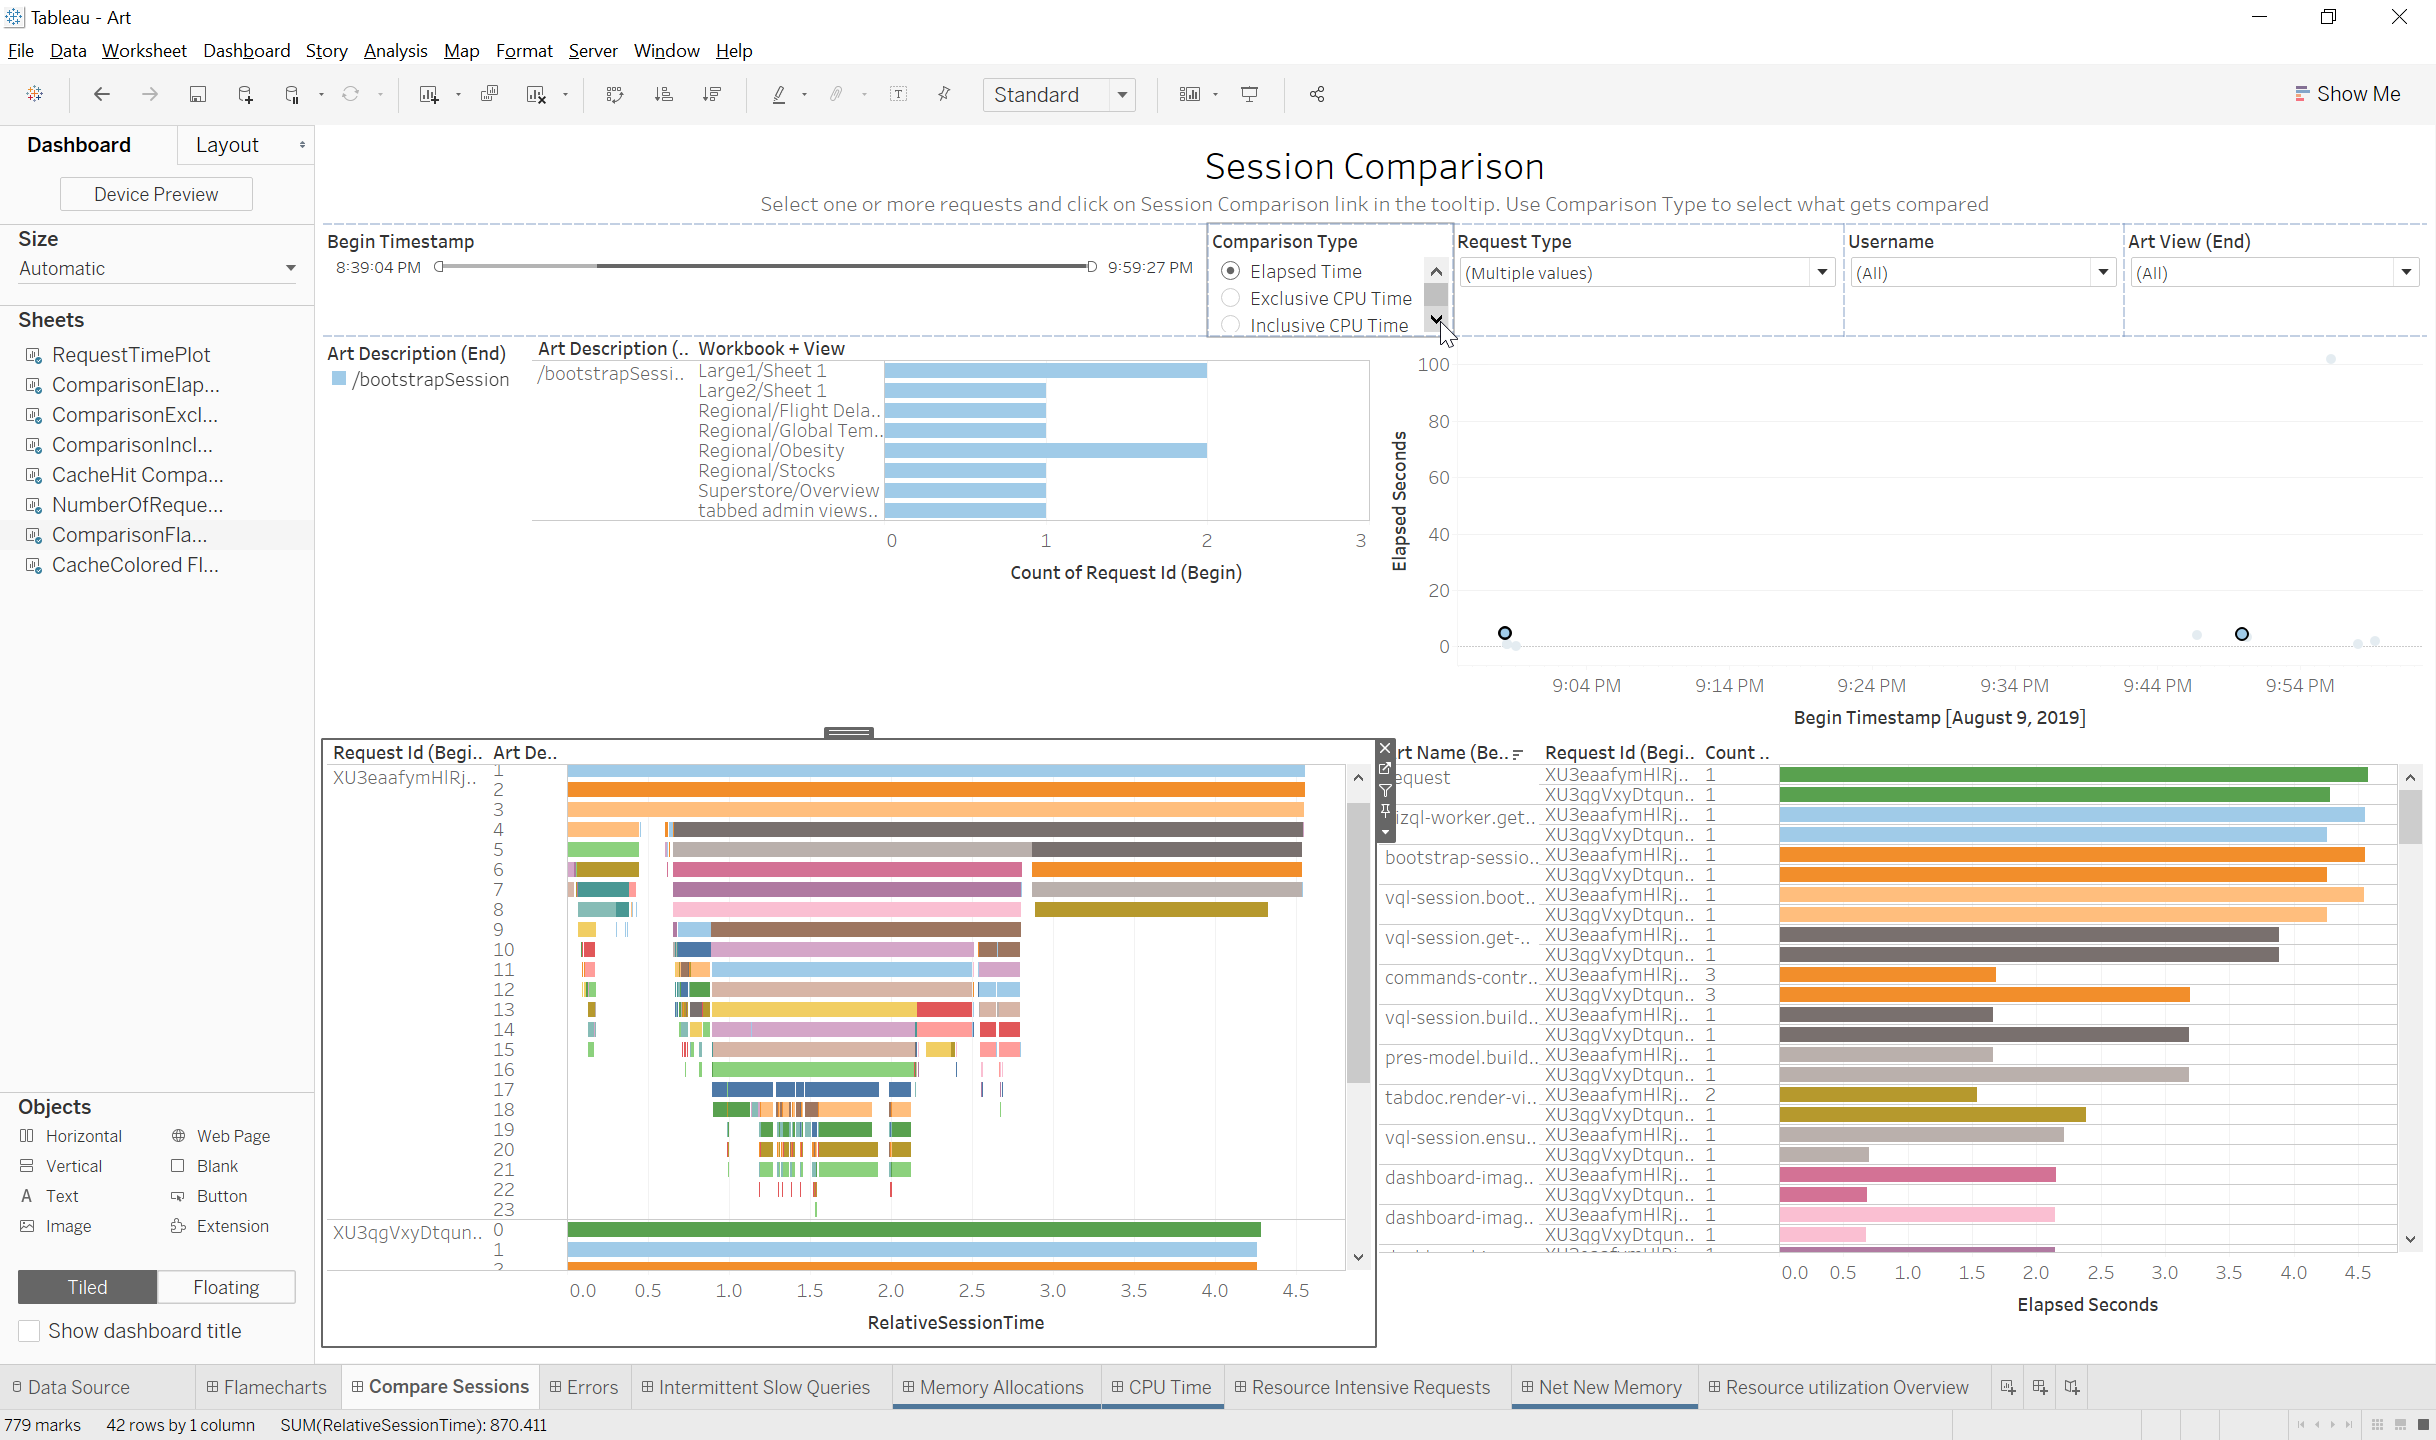 Tableau - Art
File Data Worksheet Dashboard Story Analysis Map Format Server Window Help
Standard
Show Me
Dashboard Layout
Device Preview
Size
Automatic
Sheets
RequestTimePlot
ComparisonElap...
ComparisonExcl...
ComparisonIncl...
CacheHit Compa...
NumberOfReque...
ComparisonFla...
CacheColored Fl...
Objects
Horizontal Web Page
Vertical Blank
A Text Button
Image Extension
Tiled Floating
Show dashboard title
Session Comparison
Select one or more requests and click on Session Comparison link in the tooltip. Use Comparison Type to select what gets compared
Begin Timestamp
8:39:04 PM 9:59:27 PM
Comparison Type
Elapsed Time
Exclusive CPU Time
Inclusive CPU Time
Request Type
(Multiple values)
Username
(All)
Art View (End)
(All)
Art Description (End)
/bootstrapSession
Art Description (.. Workbook + View
/bootstrapSessi.. Large1/Sheet 1
Large2/Sheet 1
Regional/Flight Dela..
Regional/Global Tem..
Regional/Obesity
Regional/Stocks
Superstore/Overview
tabbed admin views..
0 1 2 3
Count of Request Id (Begin)
Elapsed Seconds
100
80
60
40
20
0
9:04 PM 9:14 PM 9:24 PM 9:34 PM 9:44 PM 9:54 PM
Begin Timestamp [August 9, 2019]
Request Id (Begi.. Art De..
XU3eaafymHlRj.. 1
2
3
4
5
6
7
8
9
10
11
12
13
14
15
16
17
18
19
20
21
22
23
XU3qgVxyDtqun.. 0
1
2
0.0 0.5 1.0 1.5 2.0 2.5 3.0 3.5 4.0 4.5
RelativeSessionTime
rt Name (Be.. Request Id (Begi.. Count ..
equest XU3eaafymHlRj.. 1
XU3qgVxyDtqun.. 1
izql-worker.get.. XU3eaafymHlRj.. 1
XU3qgVxyDtqun.. 1
bootstrap-sessio.. XU3eaafymHlRj.. 1
XU3qgVxyDtqun.. 1
vql-session.boot.. XU3eaafymHlRj.. 1
XU3qgVxyDtqun.. 1
vql-session.get-.. XU3eaafymHlRj.. 1
XU3qgVxyDtqun.. 1
commands-contr.. XU3eaafymHlRj.. 3
XU3qgVxyDtqun.. 3
vql-session.build.. XU3eaafymHlRj.. 1
XU3qgVxyDtqun.. 1
pres-model.build.. XU3eaafymHlRj.. 1
XU3qgVxyDtqun.. 1
tabdoc.render-vi.. XU3eaafymHlRj.. 2
XU3qgVxyDtqun.. 1
vql-session.ensu.. XU3eaafymHlRj.. 1
XU3qgVxyDtqun.. 1
dashboard-imag.. XU3eaafymHlRj.. 1
XU3qgVxyDtqun.. 1
dashboard-imag.. XU3eaafymHlRj.. 1
XU3qgVxyDtqun.. 1
XU3eaafymHlRj.. 1
0.0 0.5 1.0 1.5 2.0 2.5 3.0 3.5 4.0 4.5
Elapsed Seconds
Data Source Flamecharts Compare Sessions Errors Intermittent Slow Queries Memory Allocations CPU Time Resource Intensive Requests Net New Memory Resource utilization Overview
779 marks 42 rows by 1 column SUM(RelativeSessionTime): 870.411